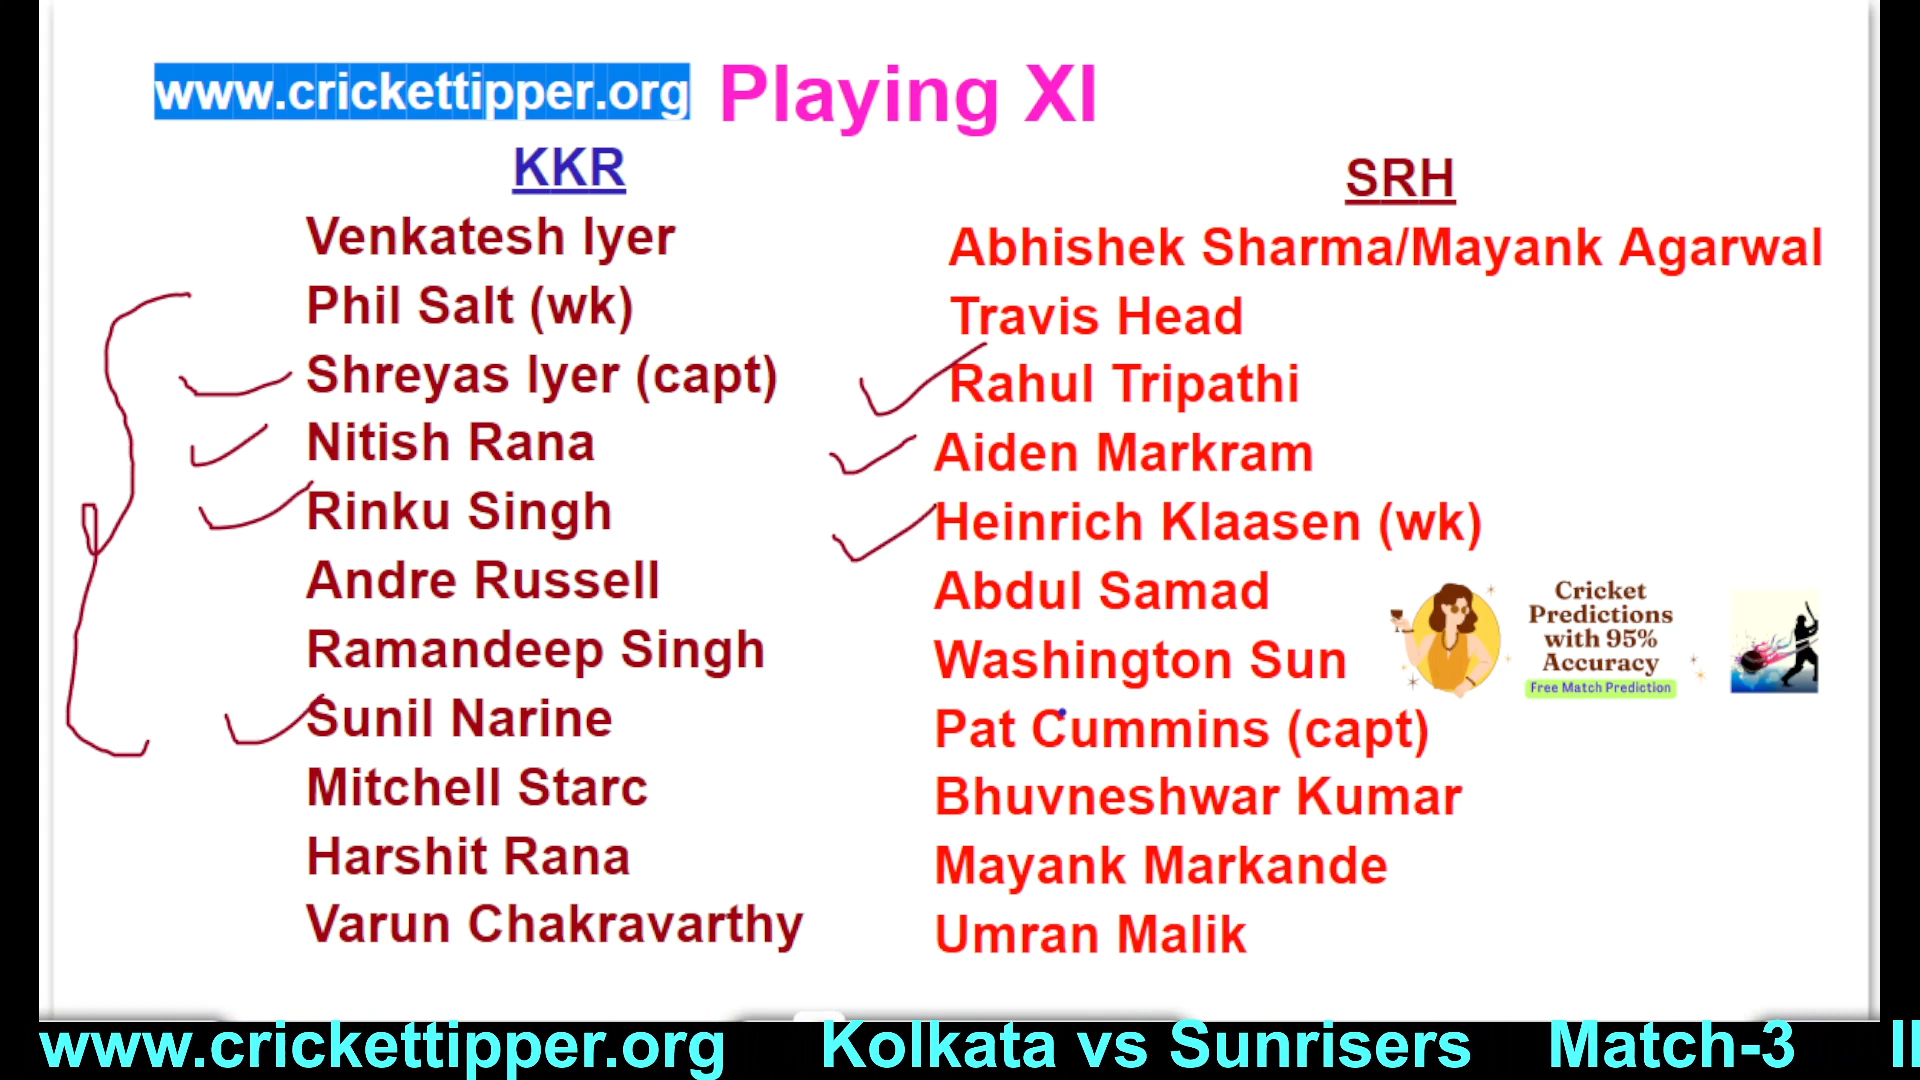 www.crickettipper.org Playing XI
KKR
Venkatesh Iyer
Phil Salt (wk)
Shreyas Iyer (capt)
Nitish Rana
Rinku Singh
Andre Russell
Ramandeep Singh
Sunil Narine
Mitchell Starc
Harshit Rana
Varun Chakravarthy
SRH
Abhishek Sharma/Mayank Agarwal
Travis Head
Rahul Tripathi
Aiden Markram
Heinrich Klaasen (wk)
Abdul Samad
Washington Sun
Pat Cummins (capt)
Bhuvneshwar Kumar
Mayank Markande
Umran Malik
Cricket
Predictions
with 95%
Accuracy
Free Match Prediction
www.crickettipper.org Kolkata vs Sunrisers Match-3